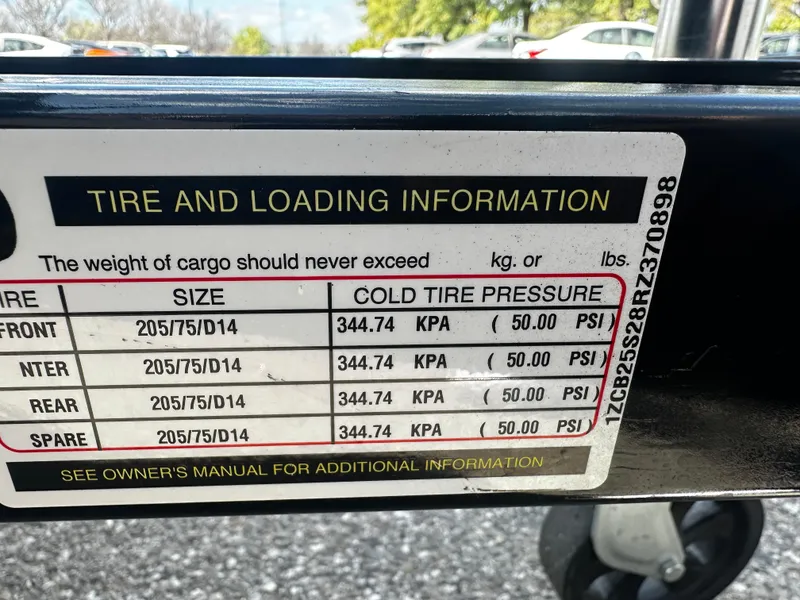 TIRE AND LOADING INFORMATION
The weight of cargo should never exceed kg. or lbs.
IRE SIZE COLD TIRE PRESSURE
FRONT 205/75/D14 344.74 KPA ( 50.00 PSI )
NTER 205/75/D14 344.74 KPA ( 50.00 PSI )
REAR 205/75/D14 344.74 KPA ( 50.00 PSI )
SPARE 205/75/D14 344.74 KPA ( 50.00 PSI )
SEE OWNER'S MANUAL FOR ADDITIONAL INFORMATION
1ZCB25S28RZ370898